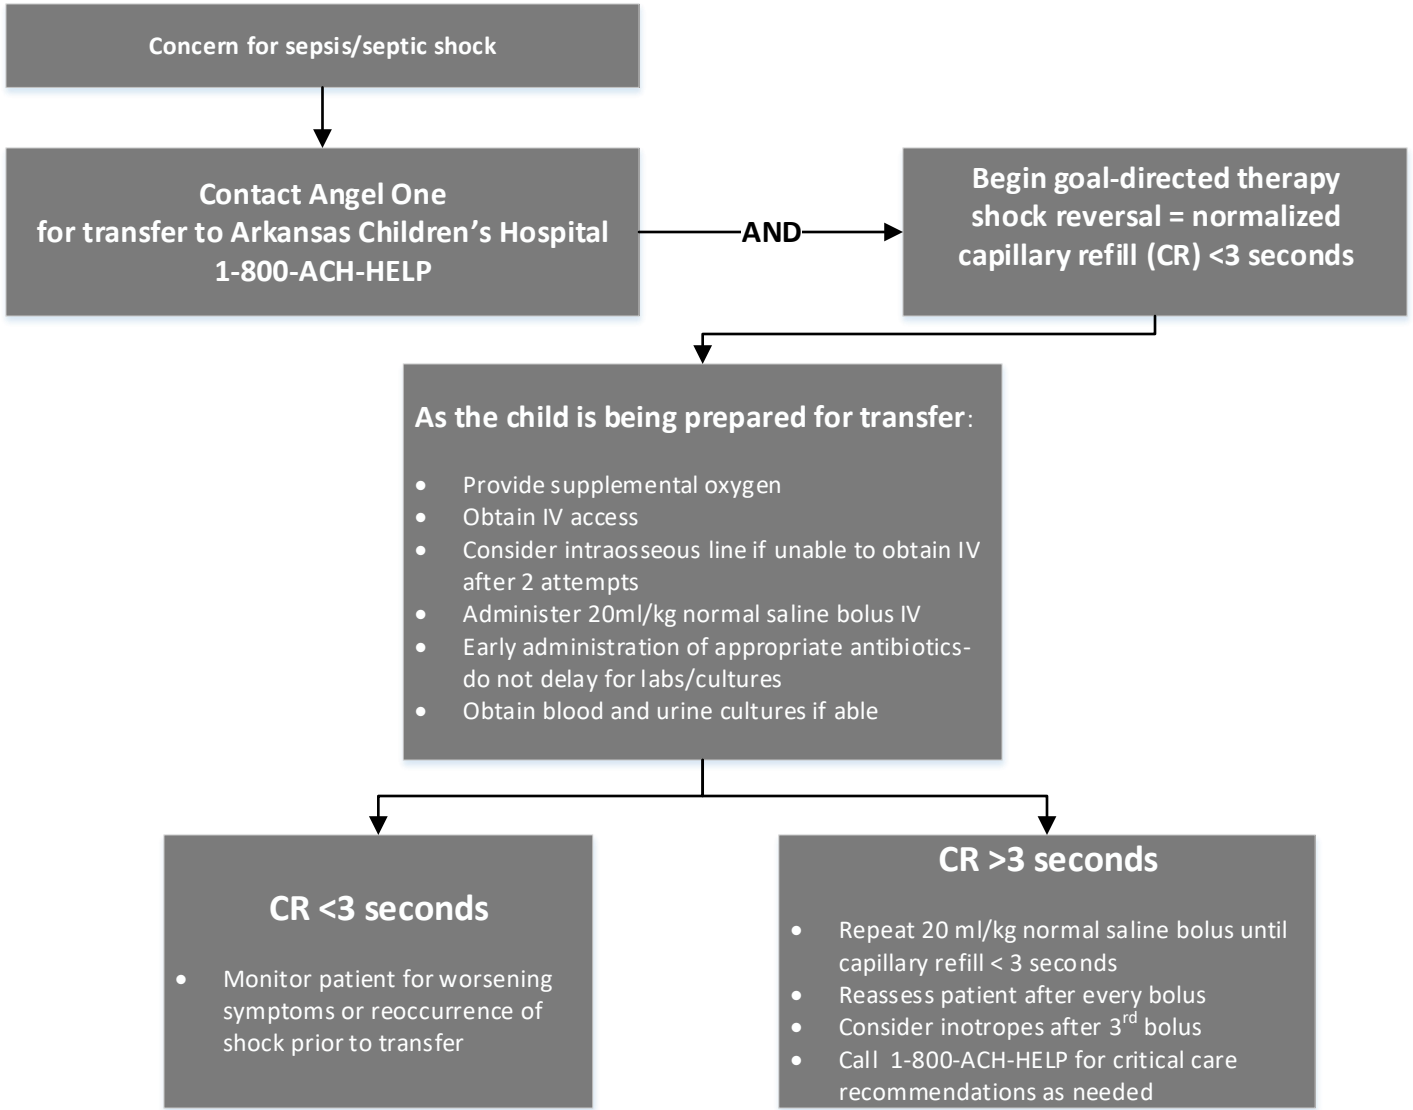 Concern for sepsis/septic shock
Contact Angel One
for transfer to Arkansas Children's Hospital
1-800-ACH-HELP
AND
Begin goal-directed therapy
shock reversal = normalized
capillary refill (CR) <3 seconds
As the child is being prepared for transfer:
• Provide supplemental oxygen
• Obtain IV access
• Consider intraosseous line if unable to obtain IV
after 2 attempts
• Administer 20ml/kg normal saline bolus IV
• Early administration of appropriate antibiotics-
do not delay for labs/cultures
• Obtain blood and urine cultures if able
CR <3 seconds
• Monitor patient for worsening
symptoms or reoccurrence of
shock prior to transfer
CR >3 seconds
• Repeat 20 ml/kg normal saline bolus until
capillary refill < 3 seconds
• Reassess patient after every bolus
• Consider inotropes after 3rd bolus
• Call 1-800-ACH-HELP for critical care
recommendations as needed